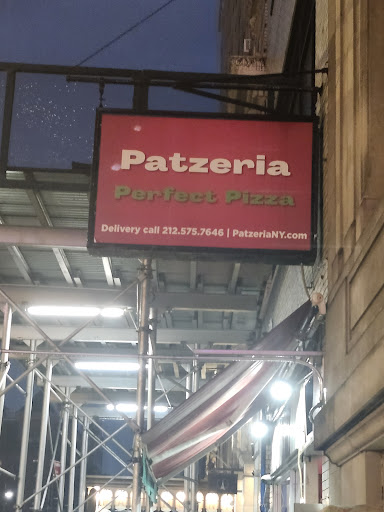 Patzeria
Perfect Pizza
Delivery call 212.575.7646 | PatzeriaNY.com